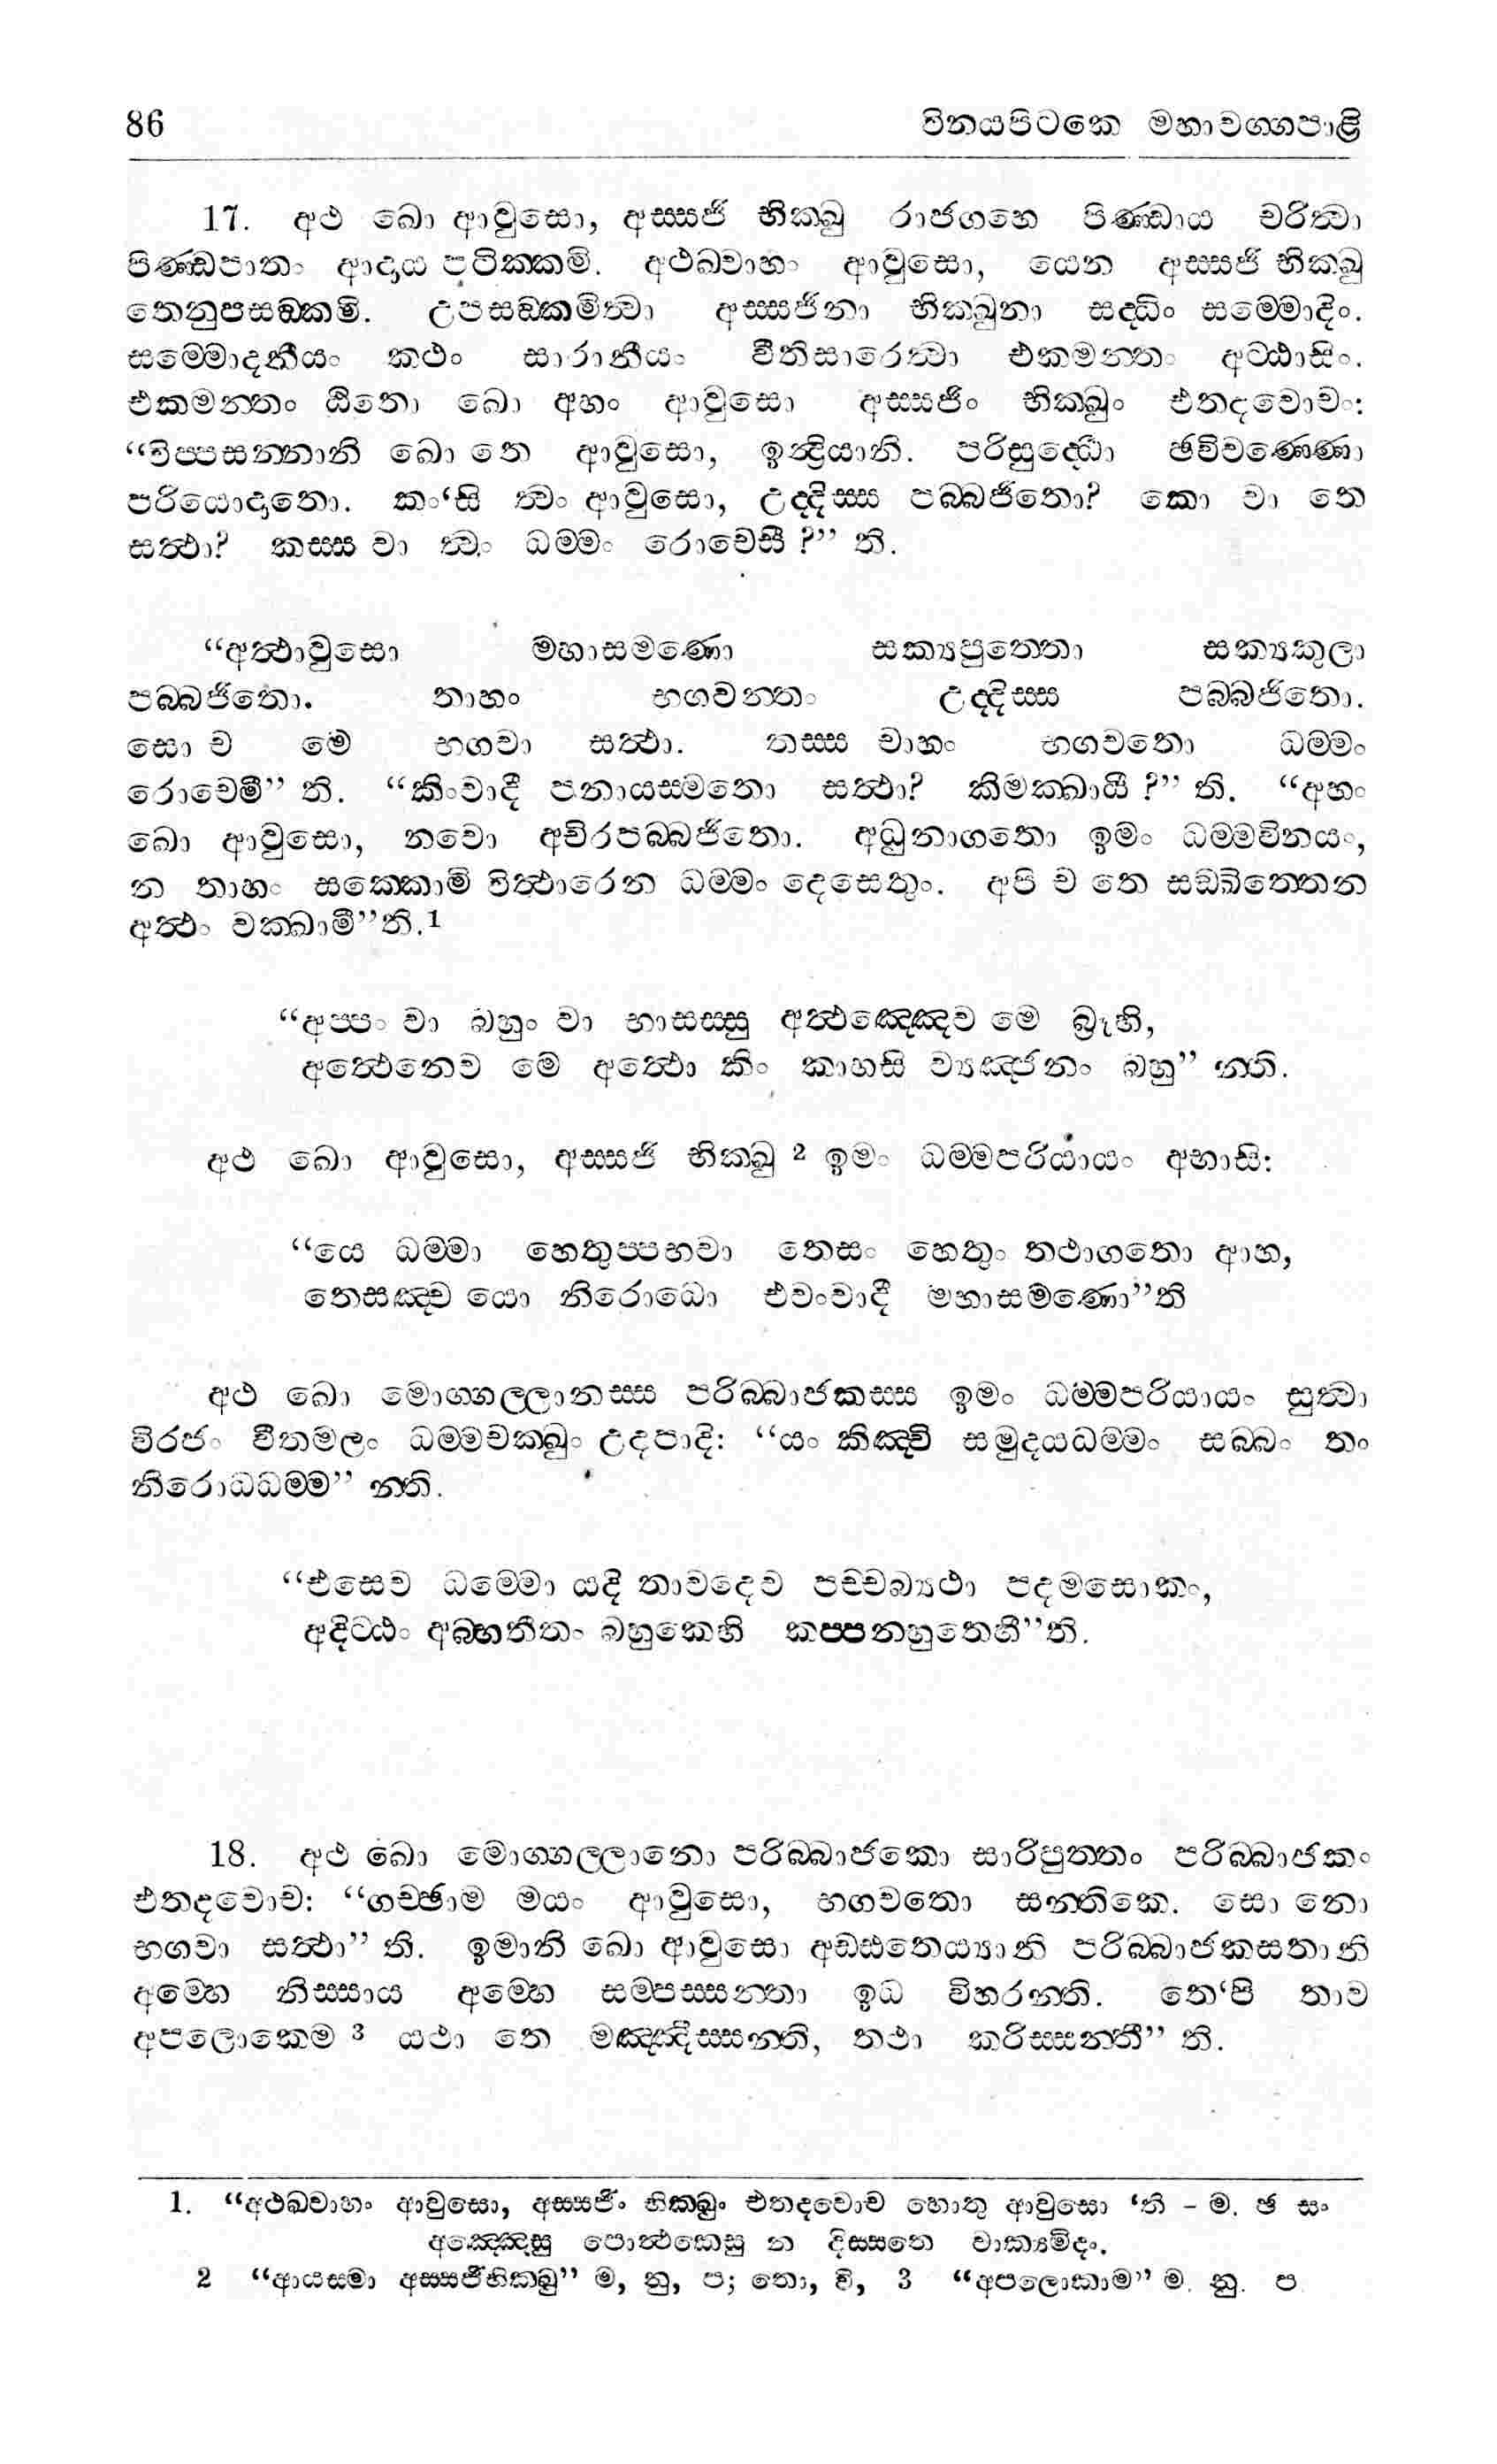 86 විනයපිටකෙ මහාවග්ගපාළි
17. අථ ඛො ආවුසො, අස්සජි භික්ඛු රාජගහෙ පිණ්ඩාය චරිත්වා
පිණ්ඩපාතං ආදාය පටික්කමි. අථඛ්වාහං ආවුසො, යෙන අස්සජි භික්ඛු
තෙනුපසඞ්කමිං. උපසඞ්කමිත්වා අස්සජිනා භික්ඛුනා සද්ධිං සම්මොදිං.
සම්මොදනීයං කථං සාරාණීයං වීතිසාරෙත්වා එකමන්තං අට්ඨාසිං.
එකමන්තං ඨිතො ඛො අහං ආවුසො අස්සජිං භික්ඛුං එතදවොචං:
“විප්පසන්නානි ඛො තෙ ආවුසො, ඉන්ද්‍රියානි. පරිසුද්ධො ඡවිවණ්ණො
පරියොදාතො. කං‘සි ත්වං ආවුසො, උද්දිස්ස පබ්බජිතො? කො වා තෙ
සත්ථා? කස්ස වා ත්වං ධම්මං රොචෙසී ?” ති.
“අත්ථාවුසො මහාසමණො සක්‍යපුත්තො සක්‍යකුලා
පබ්බජිතො. තාහං භගවන්තං උද්දිස්ස පබ්බජිතො.
සො ච මෙ භගවා සත්ථා. තස්ස චාහං භගවතො ධම්මං
රොචෙමී” ති. “කිංවාදී පනායස්මතො සත්ථා? කිමක්ඛායී ?” ති. “අහං
ඛො ආවුසො, නවො අචිරපබ්බජිතො. අධුනාගතො ඉමං ධම්මවිනයං,
න තාහං සක්කොමි විත්ථාරෙන ධම්මං දෙසෙතුං. අපි ච තෙ සඞ්ඛිත්තෙන
අත්ථං වක්ඛාමී”ති.1
“අප්පං වා බහුං වා භාසස්සු අත්ථඤ්ඤෙව මෙ බ්‍රූහි,
අත්ථෙනෙව මෙ අත්ථො කිං කාහසි ව්‍යඤ්ජනං බහු” න්ති.
අථ ඛො ආවුසො, අස්සජි භික්ඛු 2 ඉමං ධම්මපරියායං අභාසි:
“යෙ ධම්මා හෙතුප්පභවා තෙසං හෙතුං තථාගතො ආහ,
තෙසඤ්ච යො නිරොධො එවංවාදී මහාසමණො”ති
අථ ඛො මොග්ගල්ලානස්ස පරිබ්බාජකස්ස ඉමං ධම්මපරියායං සුත්වා
විරජං වීතමලං ධම්මචක්ඛුං උදපාදි: “යං කිඤ්චි සමුදයධම්මං සබ්බං තං
නිරොධධම්ම” න්ති.
“එසෙව ධම්මො යදි තාවදෙව පච්චබ්‍යථා පදමසොකං,
අදිට්ඨං අබ්භතීතං බහුකෙහි කප්පනහුතෙහී”ති.
18. අථ ඛො මොග්ගල්ලානො පරිබ්බාජකො සාරිපුත්තං පරිබ්බාජකං
එතදවොච: “ගච්ඡාම මයං ආවුසො, භගවතො සන්තිකෙ. සො නො
භගවා සත්ථා” ති. ඉමානි ඛො ආවුසො අඩ්ඪතෙය්‍යානි පරිබ්බාජකසතානි
අම්හෙ නිස්සාය අම්හෙ සම්පස්සන්තා ඉධ විහරන්ති. තෙ‘පි තාව
අපලොකෙම 3 යථා තෙ මඤ්ඤිස්සන්ති, තථා කරිස්සන්තී” ති.
1. “අථඛ්වාහං ආවුසො, අස්සජිං භික්ඛුං එතදවොච හොතු ආවුසො ‘ති – ම. ඡ සං
අඤ්ඤෙසු පොත්ථකෙසු න දිස්සතෙ වාක්‍යමිදං.
2 “ආයස්මා අස්සජිභික්ඛු” ම, නු, ප; තො, වි, 3 “අපලොකාම” ම. නු. ප